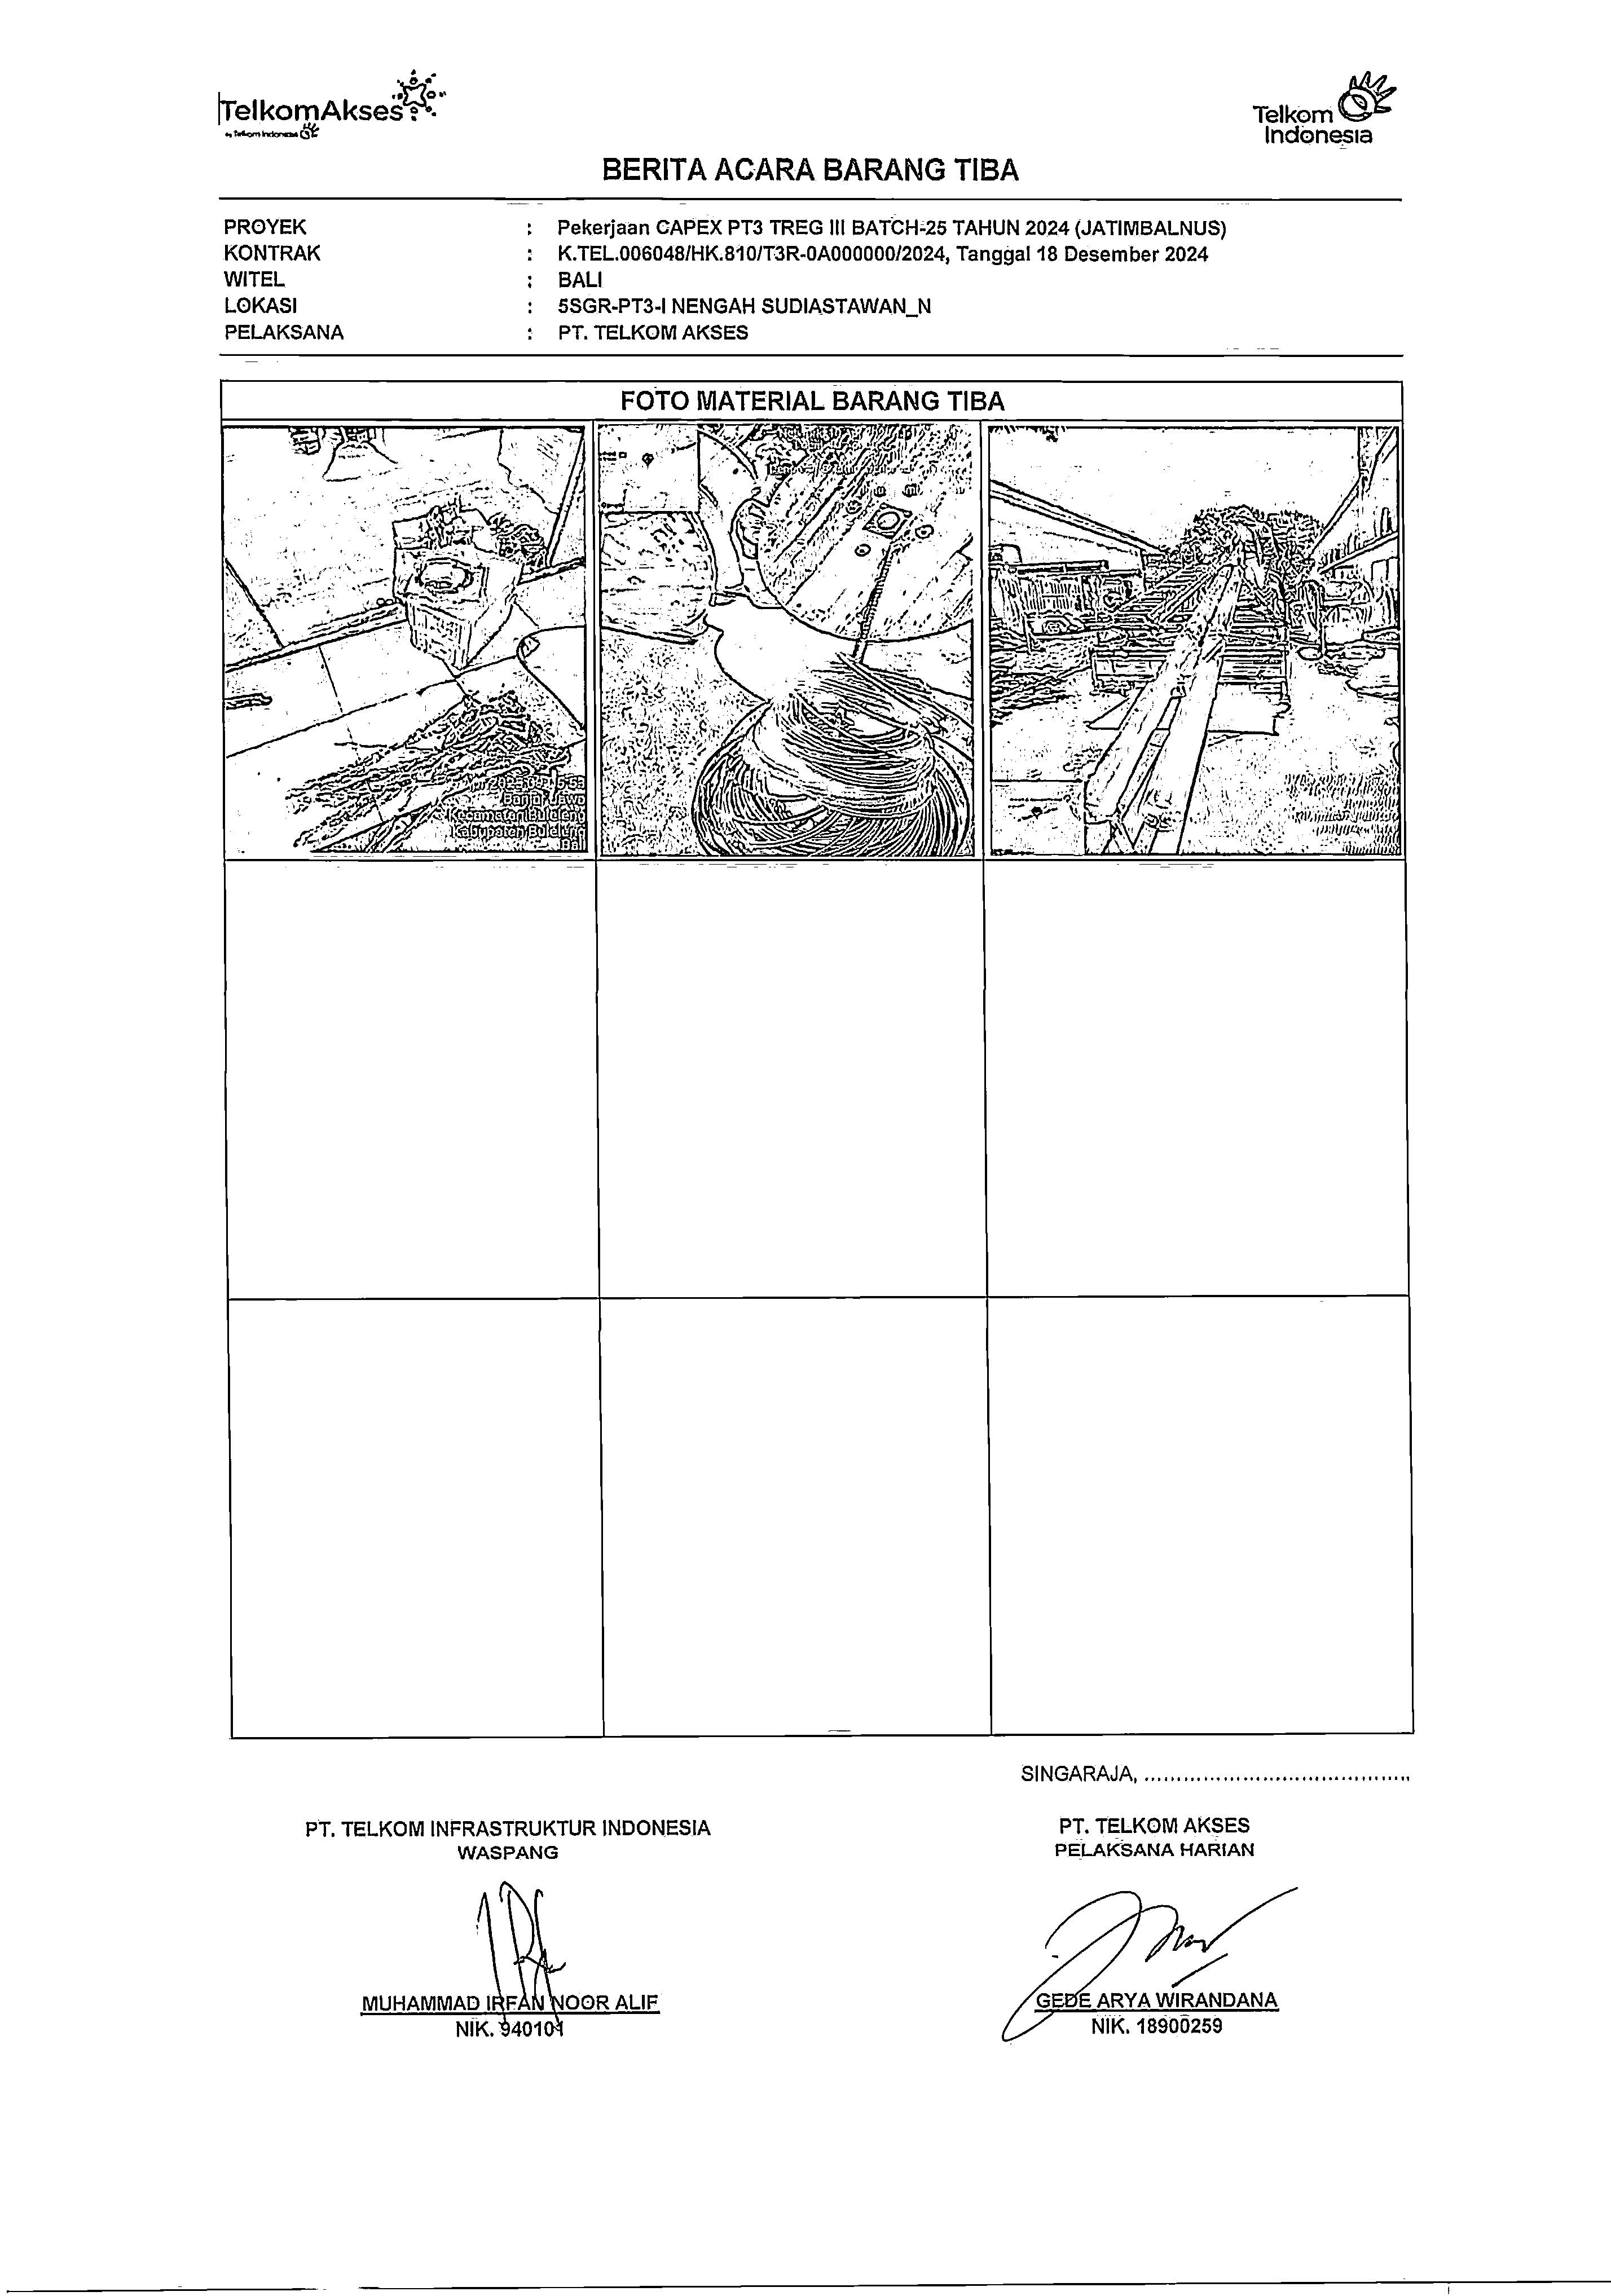 TelkomAkses
by Telkom Indonesia
Telkom
Indonesia
BERITA ACARA BARANG TIBA
PROYEK : Pekerjaan CAPEX PT3 TREG III BATCH-25 TAHUN 2024 (JATIMBALNUS)
KONTRAK : K.TEL.006048/HK.810/T3R-0A000000/2024, Tanggal 18 Desember 2024
WITEL : BALI
LOKASI : 5SGR-PT3-I NENGAH SUDIASTAWAN_N
PELAKSANA : PT. TELKOM AKSES
FOTO MATERIAL BARANG TIBA
Banjar Jawa
Kecamatan Buleleng
Kabupaten Buleleng
Bali
SINGARAJA, ........................................
PT. TELKOM INFRASTRUKTUR INDONESIA
WASPANG
MUHAMMAD IRFAN NOOR ALIF
NIK. 940101
PT. TELKOM AKSES
PELAKSANA HARIAN
GEDE ARYA WIRANDANA
NIK. 18900259